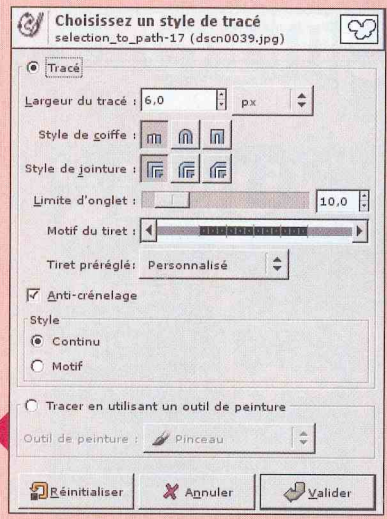 Choisissez un style de tracé
selection_to_path-17 (dscn0039.jpg)
Tracé
Largeur du tracé : 6,0 px
Style de coiffe :
Style de jointure :
Limite d'onglet : 10,0
Motif du tiret :
Tiret préréglé: Personnalisé
Anti-crénelage
Style
Continu
Motif
Tracer en utilisant un outil de peinture
Outil de peinture : Pinceau
Réinitialiser Annuler Valider